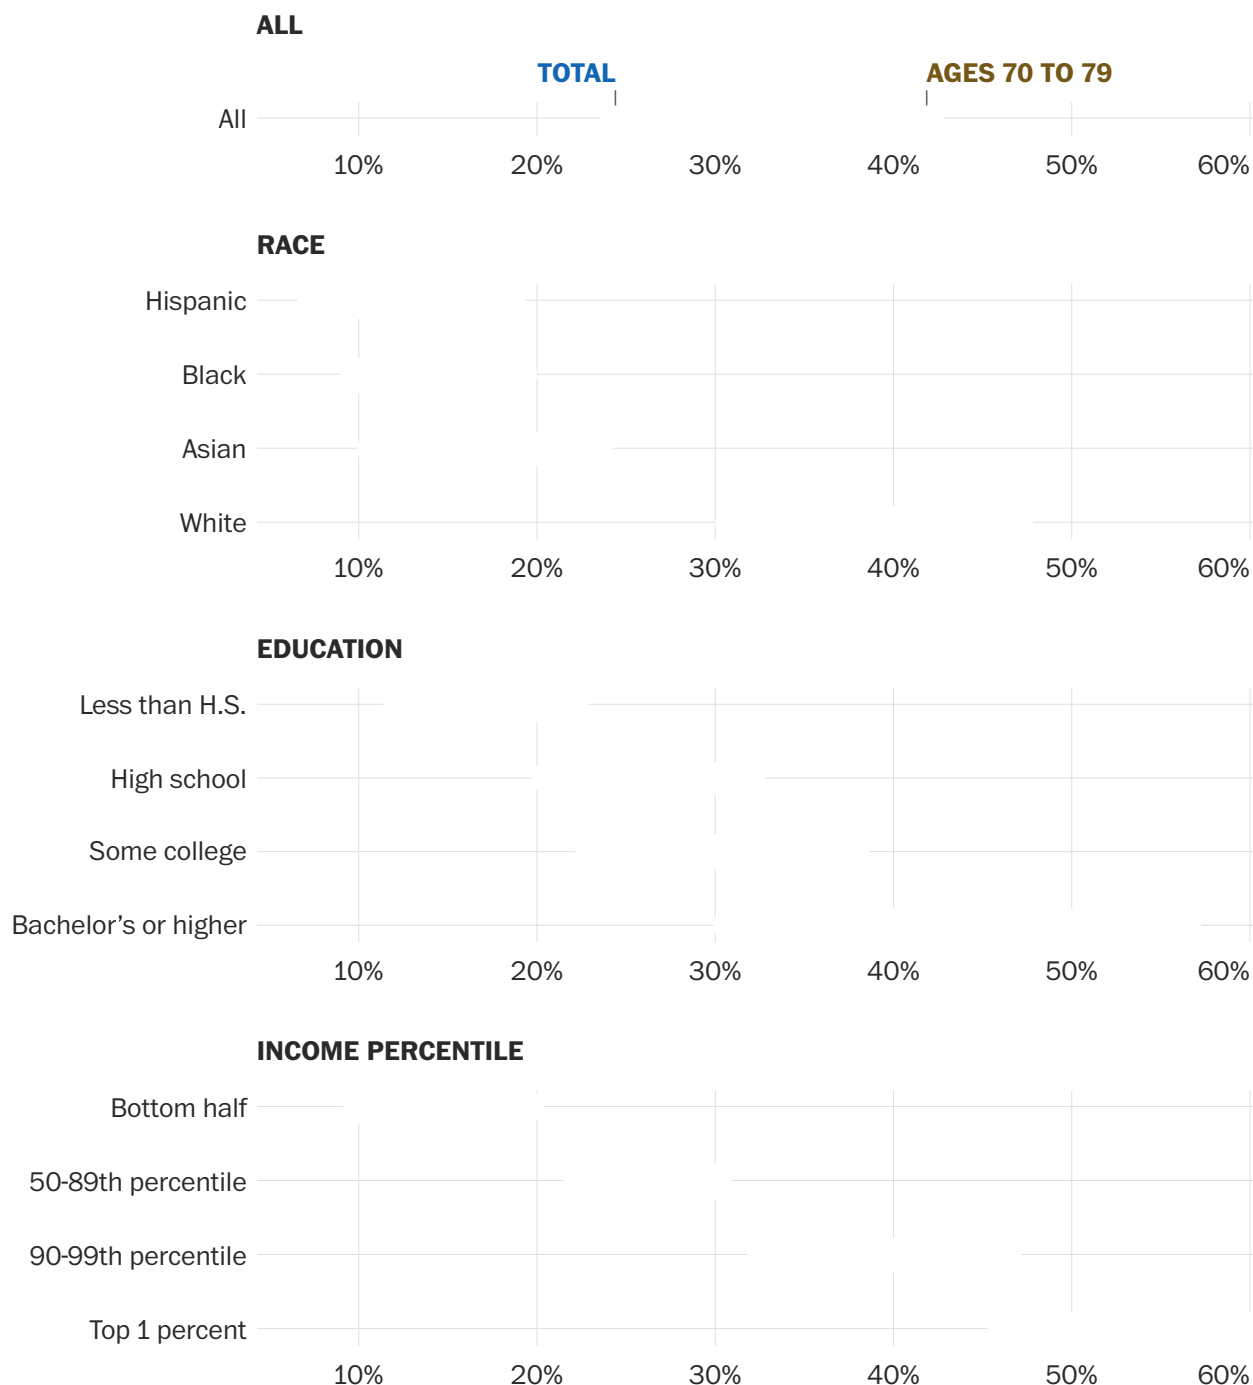 ALL
TOTAL AGES 70 TO 79
All
10% 20% 30% 40% 50% 60%
RACE
Hispanic
Black
Asian
White
10% 20% 30% 40% 50% 60%
EDUCATION
Less than H.S.
High school
Some college
Bachelor’s or higher
10% 20% 30% 40% 50% 60%
INCOME PERCENTILE
Bottom half
50-89th percentile
90-99th percentile
Top 1 percent
10% 20% 30% 40% 50% 60%